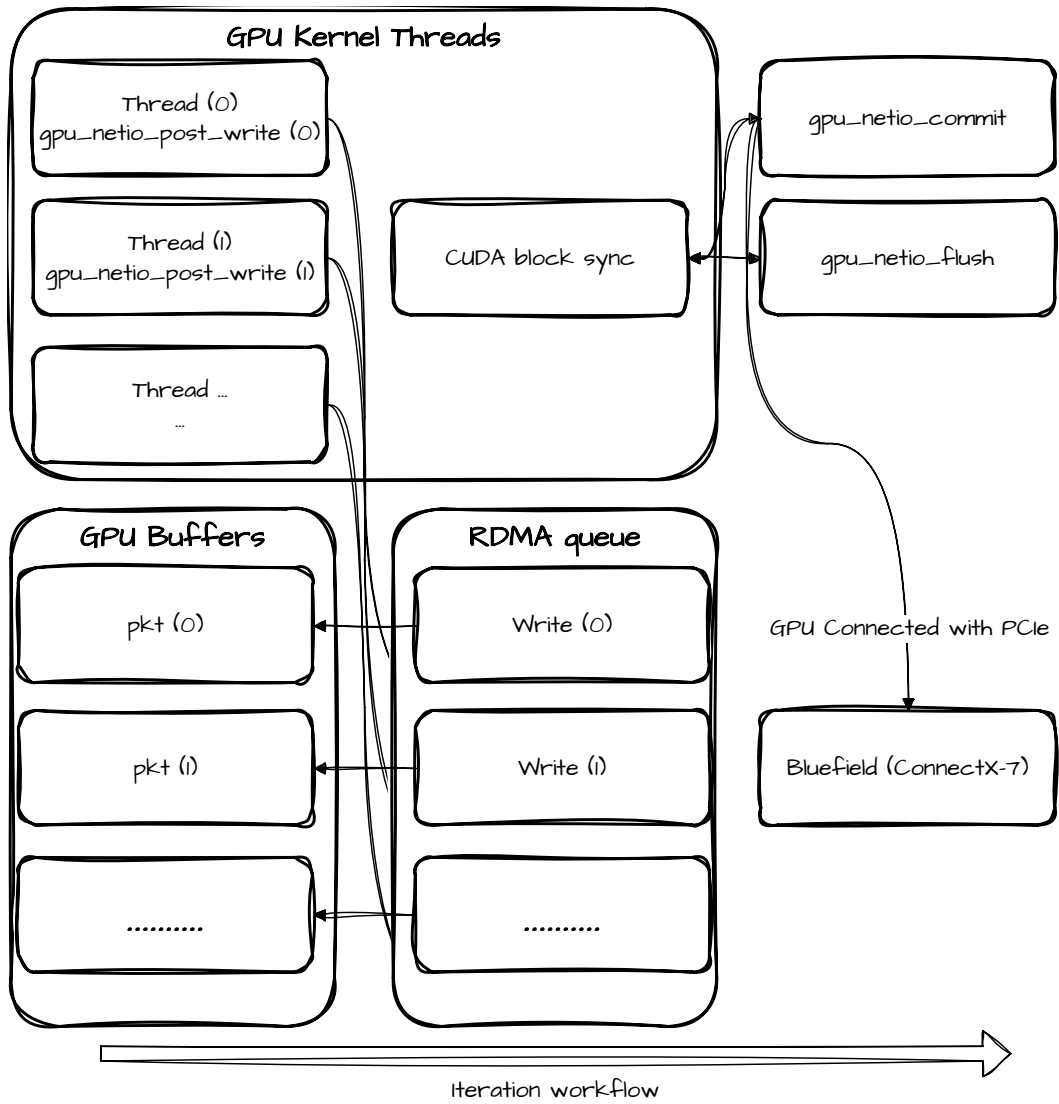 GPU Kernel Threads
Thread (0)
gpu_netio_post_write (0)
Thread (1)
gpu_netio_post_write (1)
Thread ...
...
CUDA block sync
gpu_netio_commit
gpu_netio_flush
GPU Buffers
pkt (0)
pkt (1)
..........
RDMA queue
Write (0)
Write (1)
..........
GPU Connected with PCIe
Bluefield (ConnectX-7)
Iteration workflow